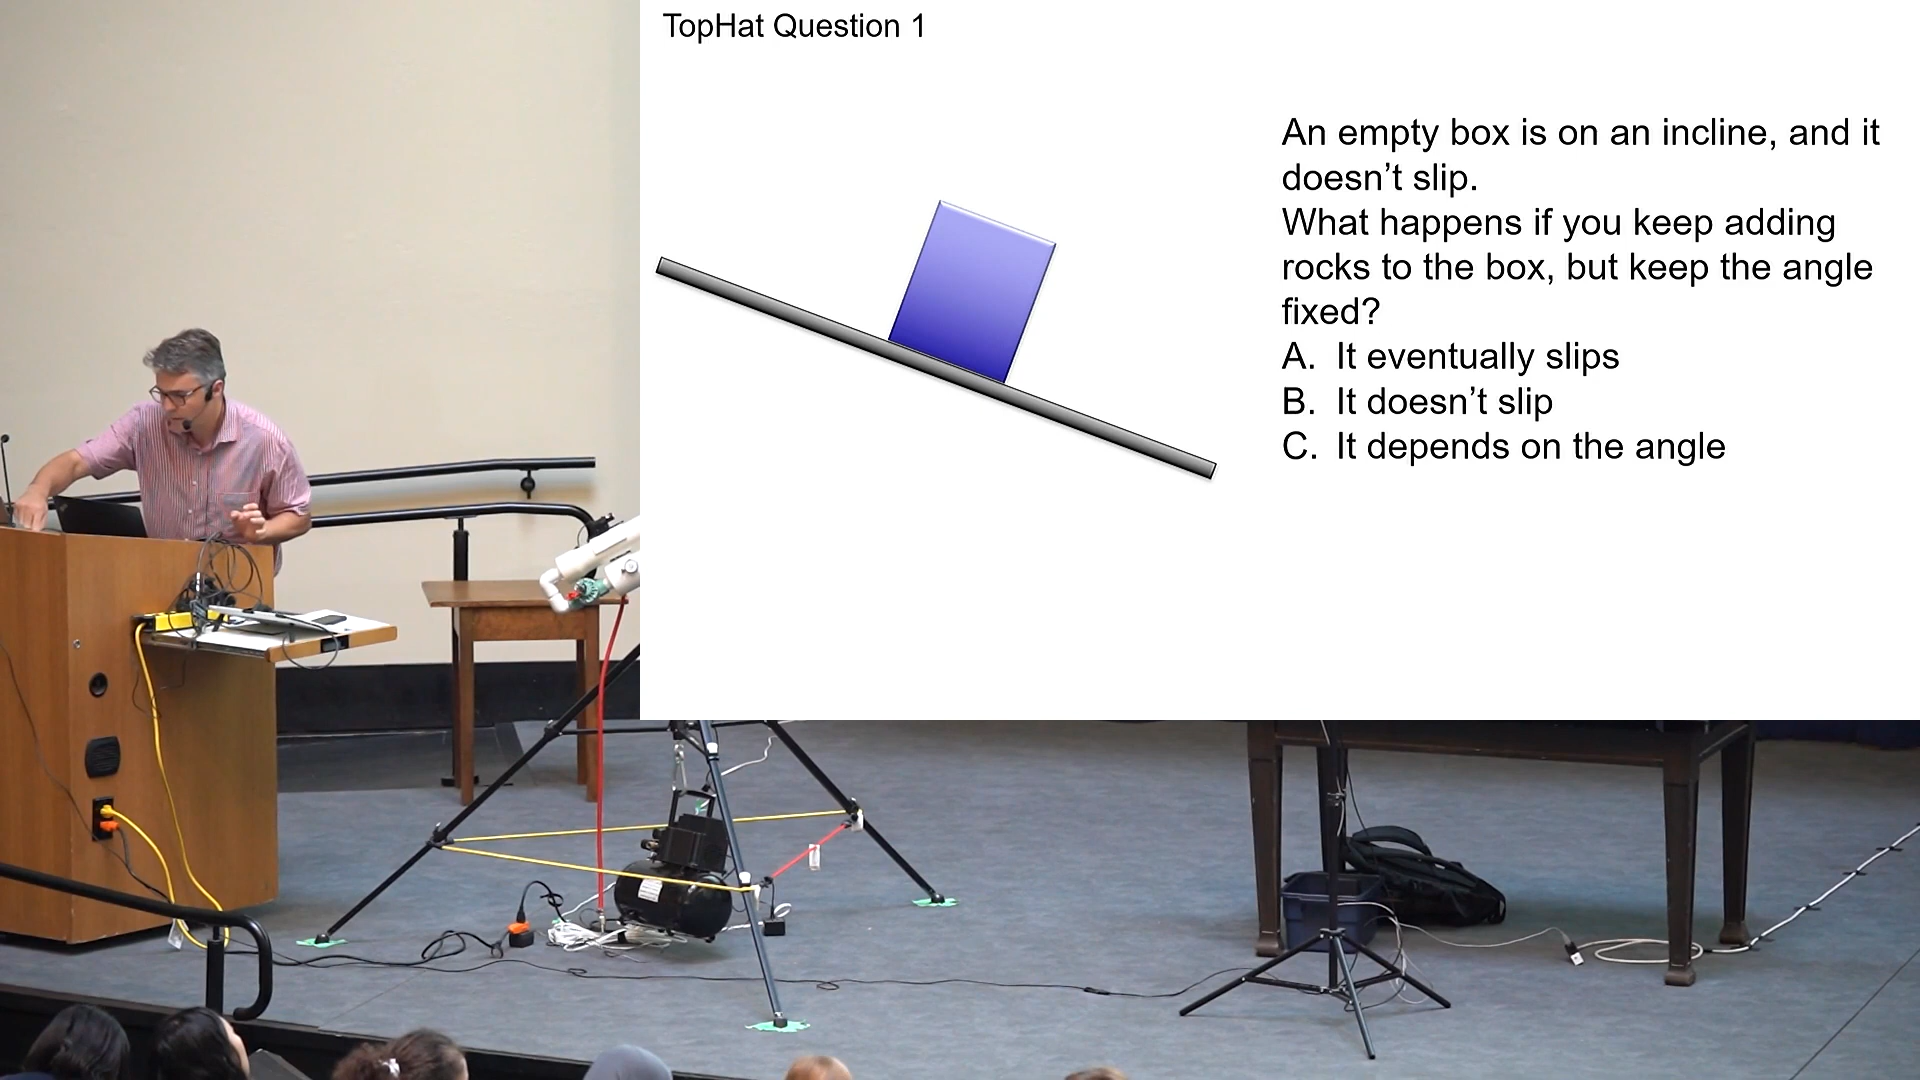 TopHat Question 1
An empty box is on an incline, and it
doesn’t slip.
What happens if you keep adding
rocks to the box, but keep the angle
fixed?
A. It eventually slips
B. It doesn’t slip
C. It depends on the angle